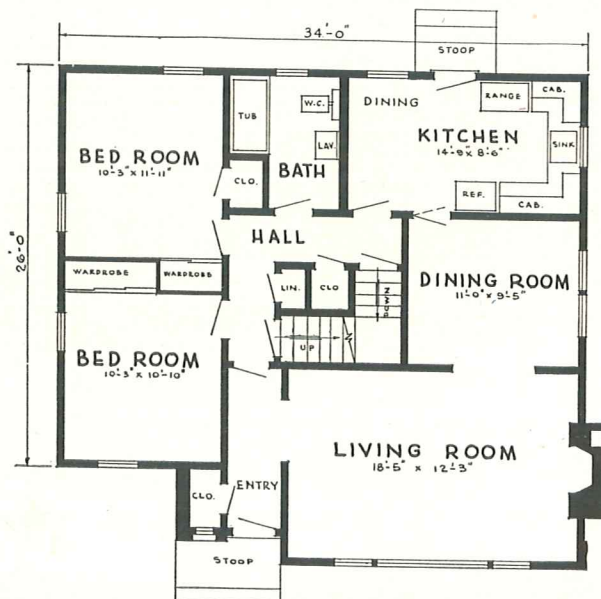 34'-0"
STOOP
26'-0"
BED ROOM
10'-3" x 11'-11"
TUB
W.C.
LAV.
BATH
CLO.
DINING
KITCHEN
14'-9" x 8'-6"
RANGE
CAB.
SINK
REF.
CAB.
HALL
WARDROBE
WARDROBE
LIN.
CLO
DINING ROOM
11'-0" x 9'-5"
UP
BED ROOM
10'-3" x 10'-10"
LIVING ROOM
18'-5" x 12'-3"
CLO.
ENTRY
STOOP